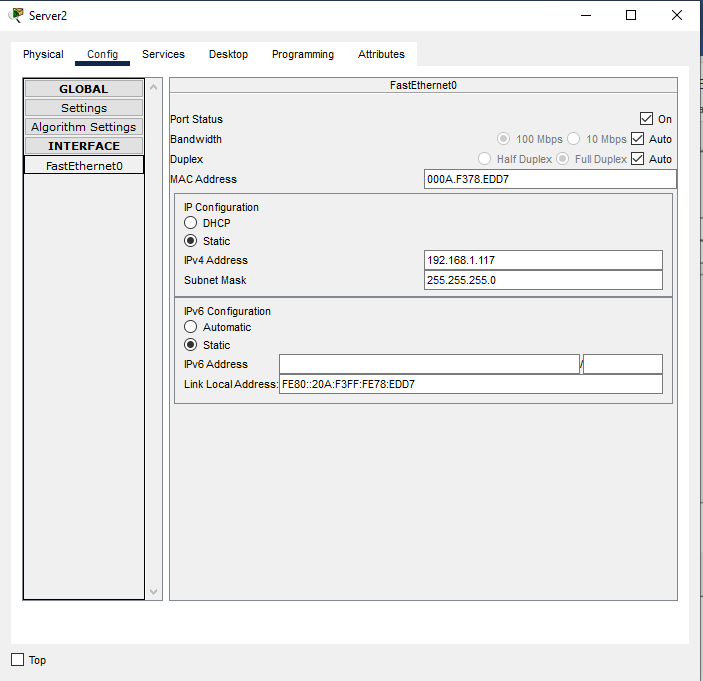 Server2
Physical Config Services Desktop Programming Attributes
GLOBAL
Settings
Algorithm Settings
INTERFACE
FastEthernet0
FastEthernet0
Port Status On
Bandwidth 100 Mbps 10 Mbps Auto
Duplex Half Duplex Full Duplex Auto
MAC Address 000A.F378.EDD7
IP Configuration
DHCP
Static
IPv4 Address 192.168.1.117
Subnet Mask 255.255.255.0
IPv6 Configuration
Automatic
Static
IPv6 Address /
Link Local Address: FE80::20A:F3FF:FE78:EDD7
Top